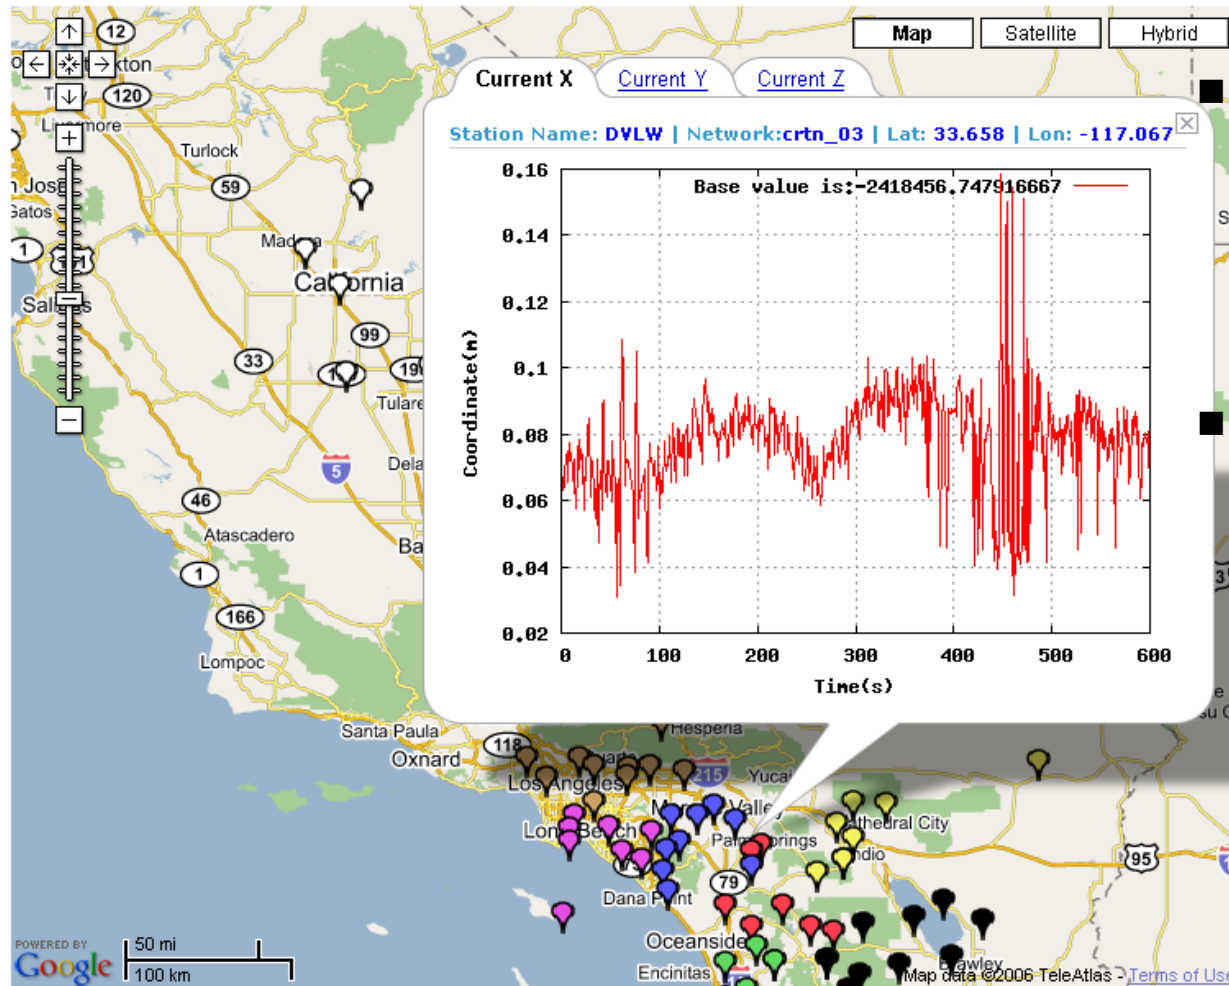 Map
Satellite
Hybrid
Current X
Current Y
Current Z
Station Name: DVLW | Network:crtn_03 | Lat: 33.658 | Lon: -117.067
Base value is:-2418456.747916667
0.16
0.14
0.12
0.1
0.08
0.06
0.04
0.02
Coordinate(m)
0
100
200
300
400
500
600
Time(s)
12
120
Livermore
Turlock
59
Gatos
1
Madera
California
99
33
Tulare
5
46
Atascadero
1
166
Lompoc
Santa Paula
Oxnard
118
Hesperia
Los Angeles
215
Long Beach
Cathedral City
95
79
Dana Point
Oceanside
Encinitas
Brawley
POWERED BY
Google
50 mi
100 km
Map data ©2006 TeleAtlas - Terms of Use